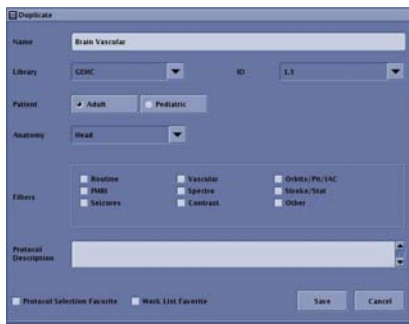 Duplicate
Name Brain Vascular
Library GEHC ID 1.1
Patient Adult Pediatric
Anatomy Head
Filters
Routine Vascular Orbits/Pit/IAC
FMRI Spectro Stroke/Stat
Seizures Contrast Other
Protocol
Description
Protocol Selection Favorite Work List Favorite Save Cancel